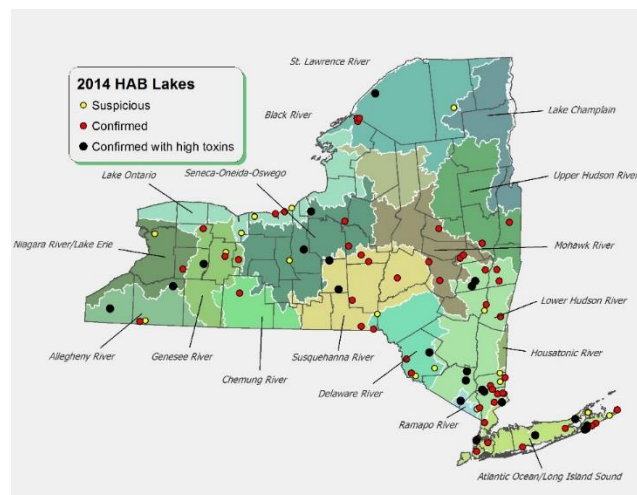 St. Lawrence River
2014 HAB Lakes
Suspicious
Confirmed
Confirmed with high toxins
Black River
Lake Champlain
Lake Ontario
Seneca-Oneida-Oswego
Upper Hudson River
Niagara River/Lake Erie
Mohawk River
Lower Hudson River
Allegheny River
Genesee River
Chemung River
Susquehanna River
Housatonic River
Delaware River
Ramapo River
Atlantic Ocean/Long Island Sound